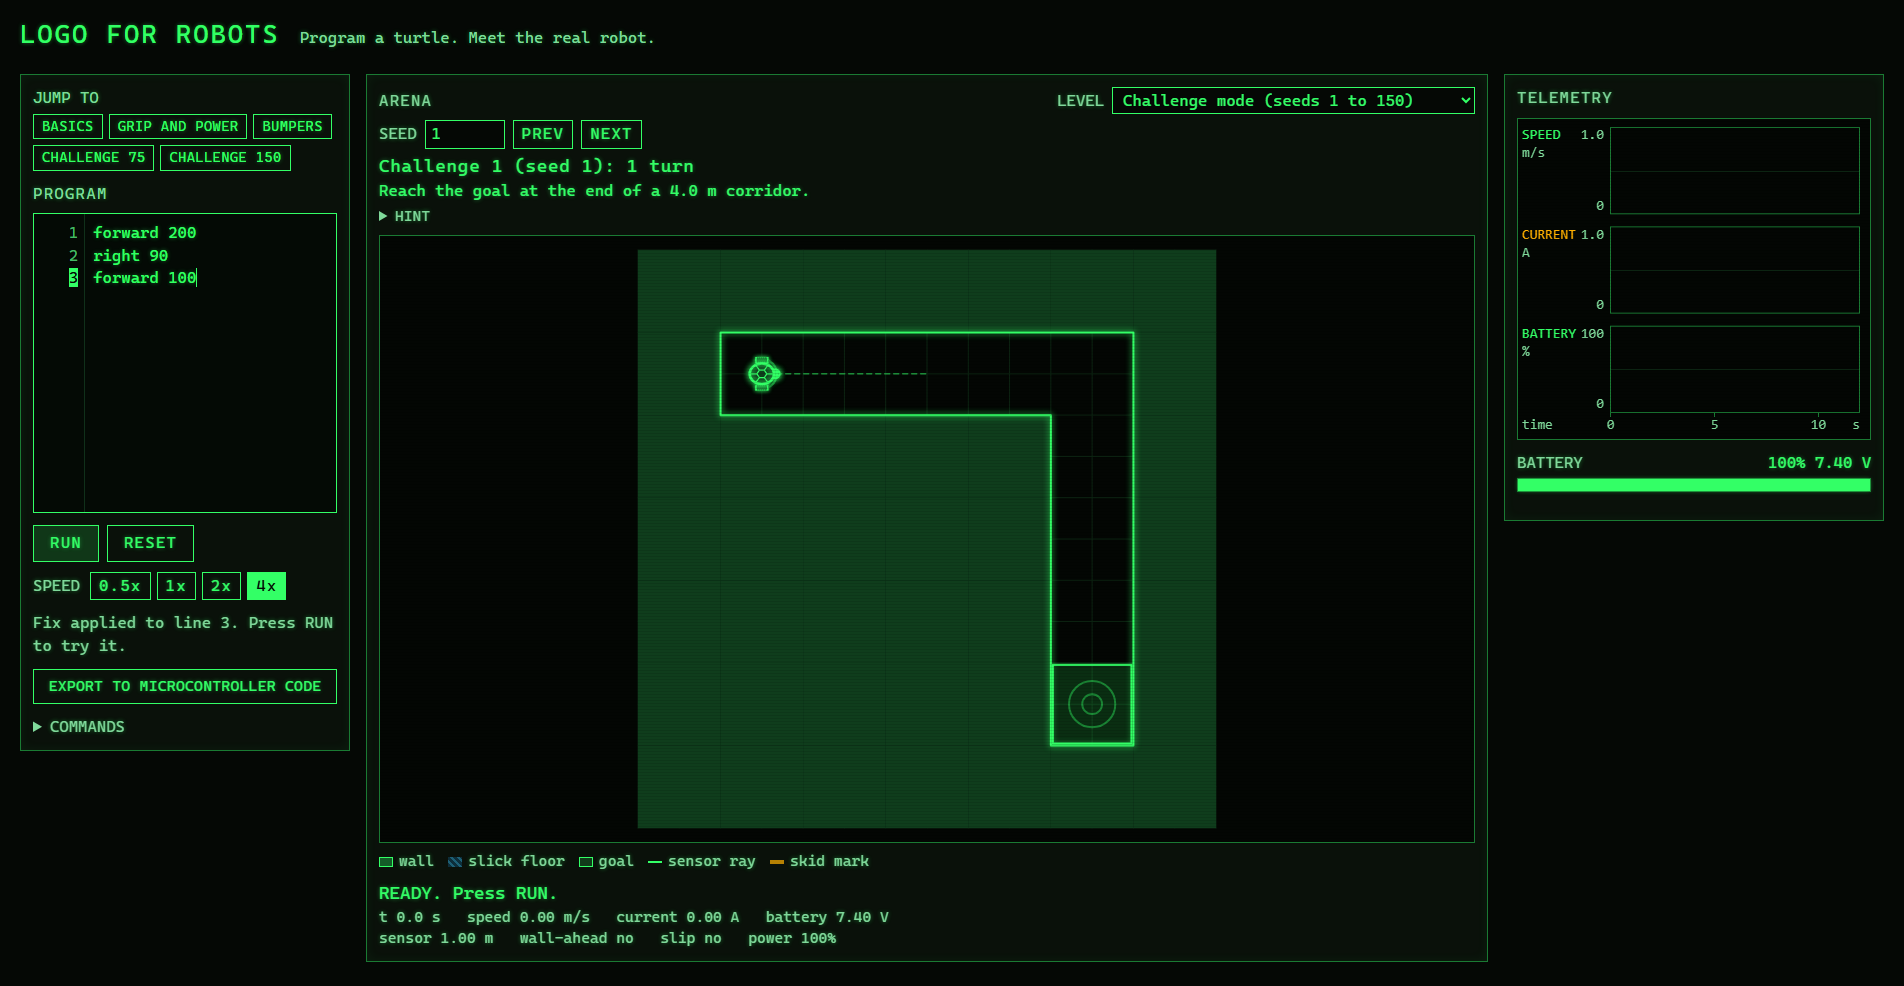 LOGO FOR ROBOTS Program a turtle. Meet the real robot.
JUMP TO
BASICS GRIP AND POWER BUMPERS
CHALLENGE 75 CHALLENGE 150
PROGRAM
1 forward 200
2 right 90
3 forward 100
RUN RESET
SPEED 0.5x 1x 2x 4x
Fix applied to line 3. Press RUN
to try it.
EXPORT TO MICROCONTROLLER CODE
COMMANDS
ARENA LEVEL Challenge mode (seeds 1 to 150)
SEED 1 PREV NEXT
Challenge 1 (seed 1): 1 turn
Reach the goal at the end of a 4.0 m corridor.
HINT
wall slick floor goal sensor ray skid mark
READY. Press RUN.
t 0.0 s speed 0.00 m/s current 0.00 A battery 7.40 V
sensor 1.00 m wall-ahead no slip no power 100%
TELEMETRY
SPEED 1.0
m/s
0
CURRENT 1.0
A
0
BATTERY 100
%
0
time 0 5 10 s
BATTERY 100% 7.40 V